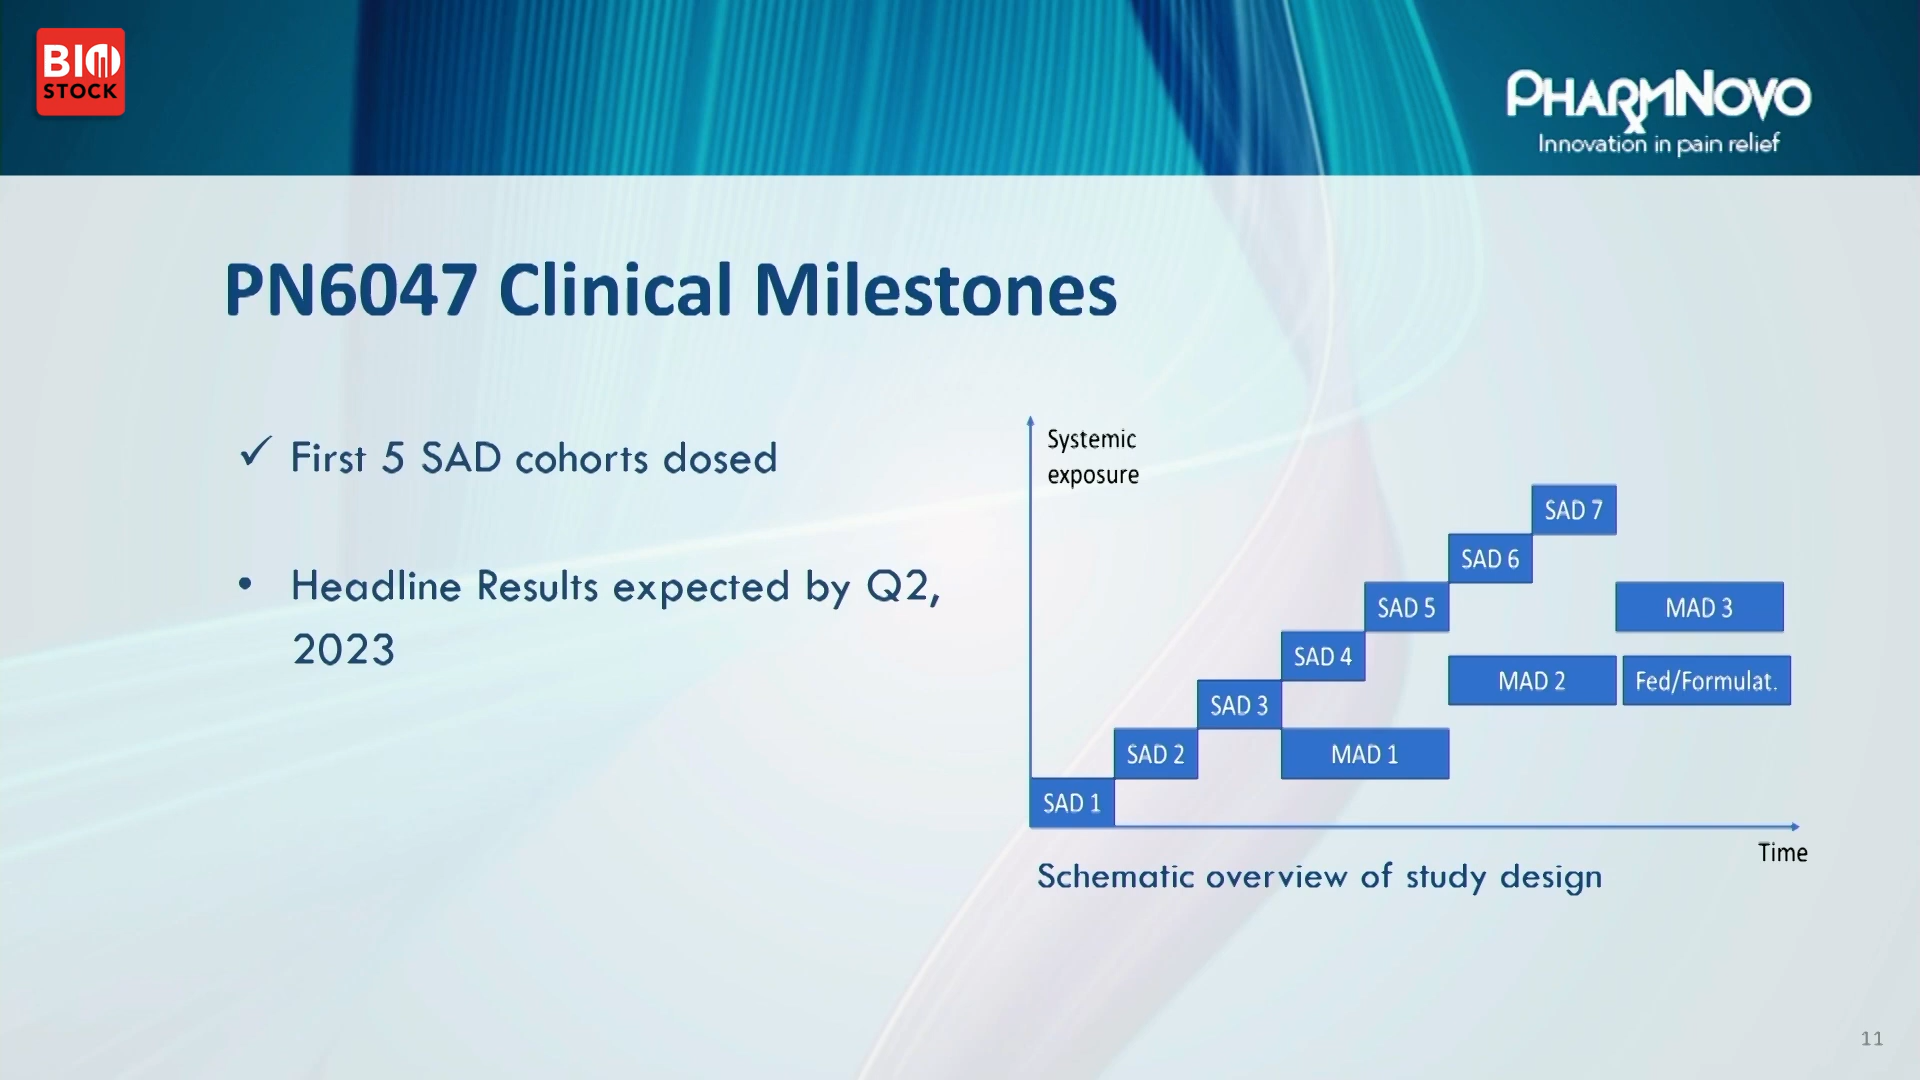 BIO
STOCK
PHARMNOVO
Innovation in pain relief
PN6047 Clinical Milestones
✓ First 5 SAD cohorts dosed
• Headline Results expected by Q2,
2023
Systemic
exposure
SAD 7
SAD 6
SAD 5
MAD 3
SAD 4
MAD 2
Fed/Formulat.
SAD 3
SAD 2
MAD 1
SAD 1
Time
Schematic overview of study design
11